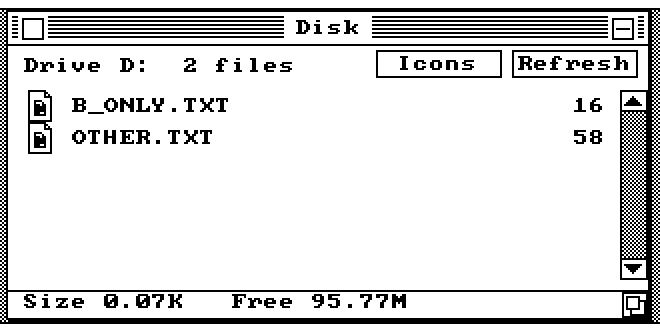 Disk
Drive D:  2 files  Icons  Refresh
B_ONLY.TXT  16
OTHER.TXT  58
Size 0.07K  Free 95.77M